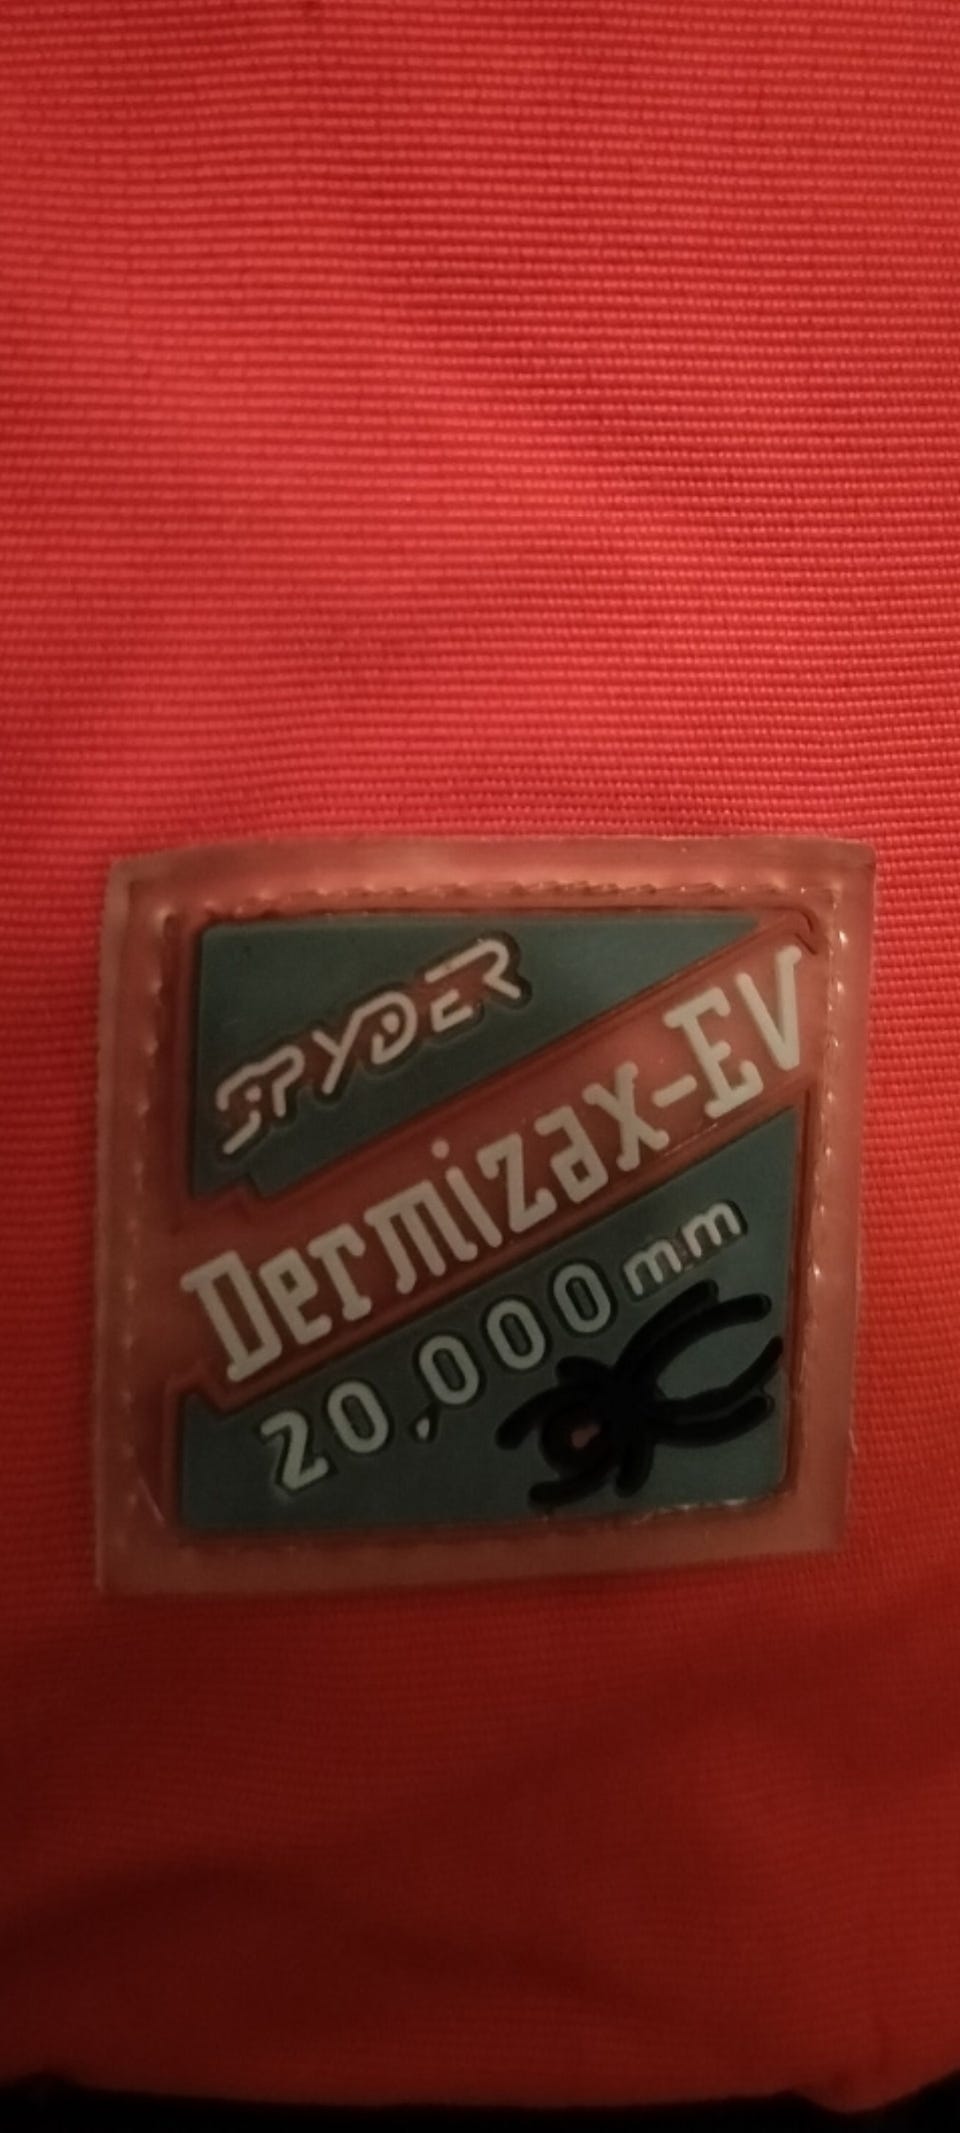 SPYDER
Dermizax-EV
20,000mm